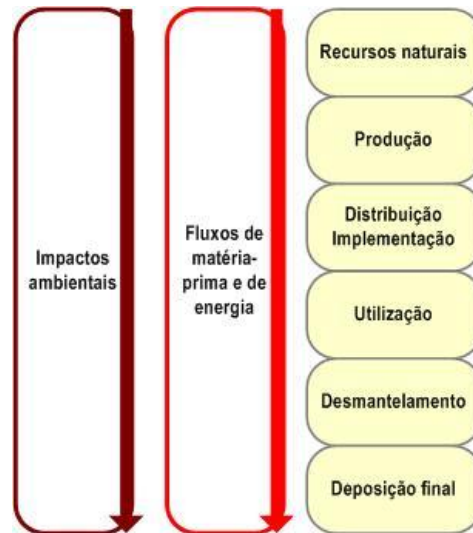 Impactos
ambientais
Fluxos de
matéria-
prima e de
energia
Recursos naturais
Produção
Distribuição
Implementação
Utilização
Desmantelamento
Deposição final